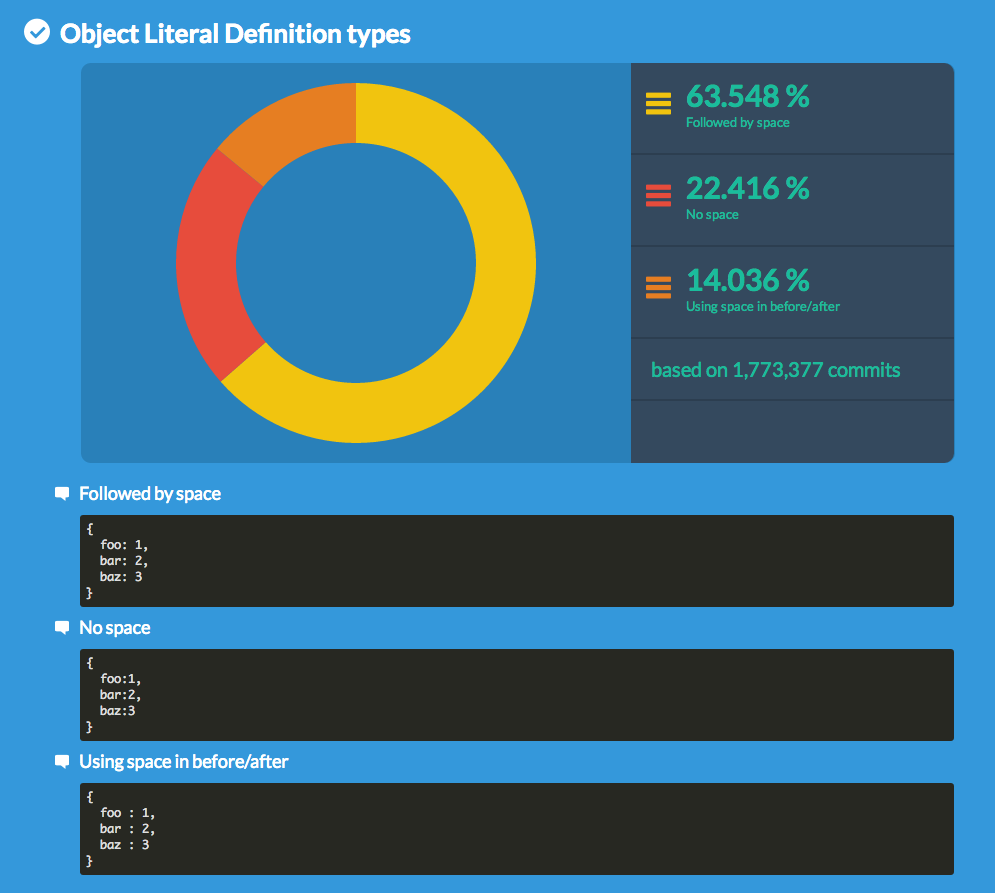 Object Literal Definition types
63.548 %
Followed by space
22.416 %
No space
14.036 %
Using space in before/after
based on 1,773,377 commits
Followed by space
{
  foo: 1,
  bar: 2,
  baz: 3
}
No space
{
  foo:1,
  bar:2,
  baz:3
}
Using space in before/after
{
  foo : 1,
  bar : 2,
  baz : 3
}